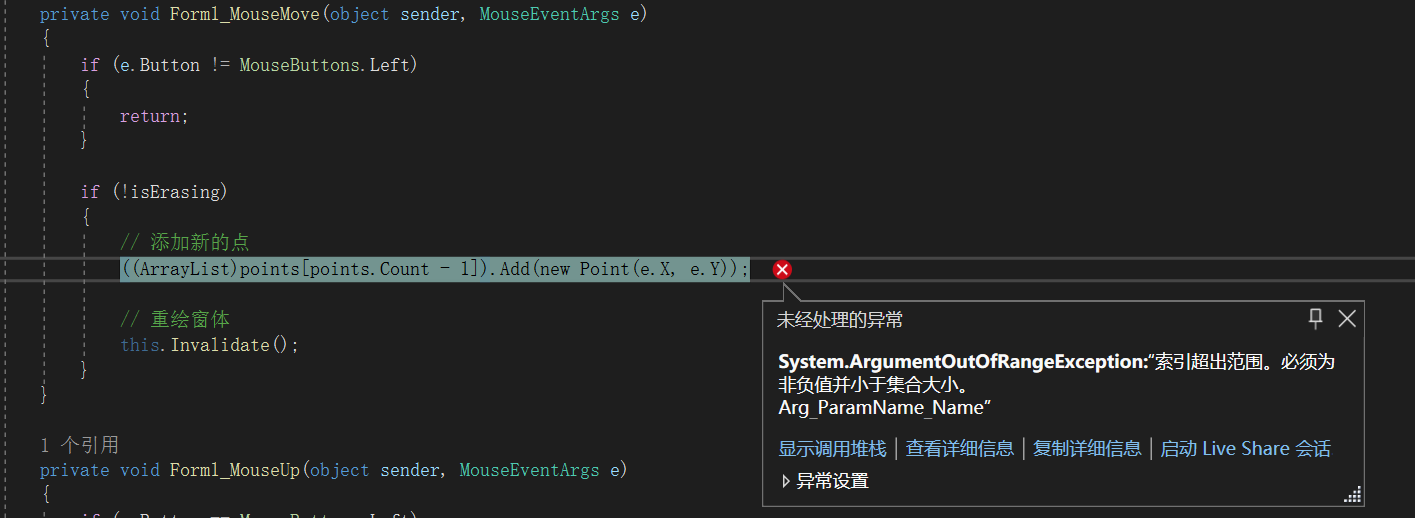 private void Form1_MouseMove(object sender, MouseEventArgs e)
{
if (e.Button != MouseButtons.Left)
{
return;
}
if (!isErasing)
{
// 添加新的点
((ArrayList)points[points.Count - 1]).Add(new Point(e.X, e.Y));
// 重绘窗体
this.Invalidate();
}
}
1 个引用
private void Form1_MouseUp(object sender, MouseEventArgs e)
{
未经处理的异常
System.ArgumentOutOfRangeException:“索引超出范围。必须为
非负值并小于集合大小。
Arg_ParamName_Name”
显示调用堆栈 | 查看详细信息 | 复制详细信息 | 启动 Live Share 会话
异常设置